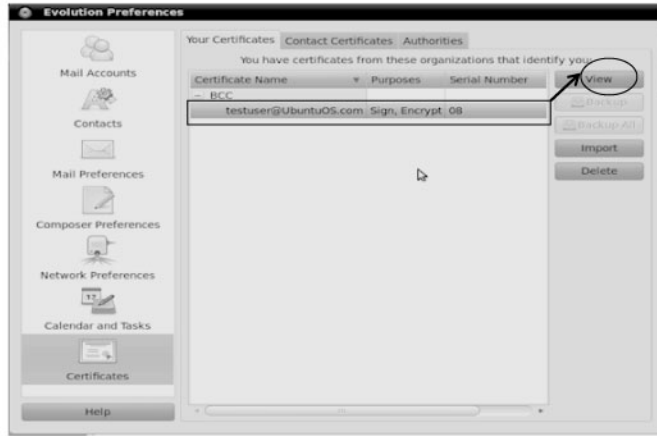 Evolution Preferences
Your Certificates Contact Certificates Authorities
You have certificates from these organizations that identify you:
Certificate Name Purposes Serial Number
BCC
testuser@UbuntuOS.com Sign, Encrypt 08
View
Backup
Backup All
Import
Delete
Mail Accounts
Contacts
Mail Preferences
Composer Preferences
Network Preferences
12
Calendar and Tasks
Certificates
Help